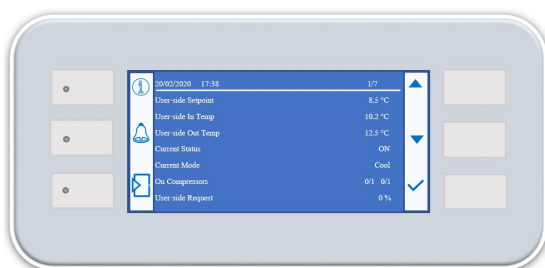 20/02/2020 17:38 1/7
User-side Setpoint 8.5 °C
User-side In Temp 10.2 °C
User-side Out Temp 12.5 °C
Current Status ON
Current Mode Cool
On Compressors 0/1 0/1
User-side Request 0 %